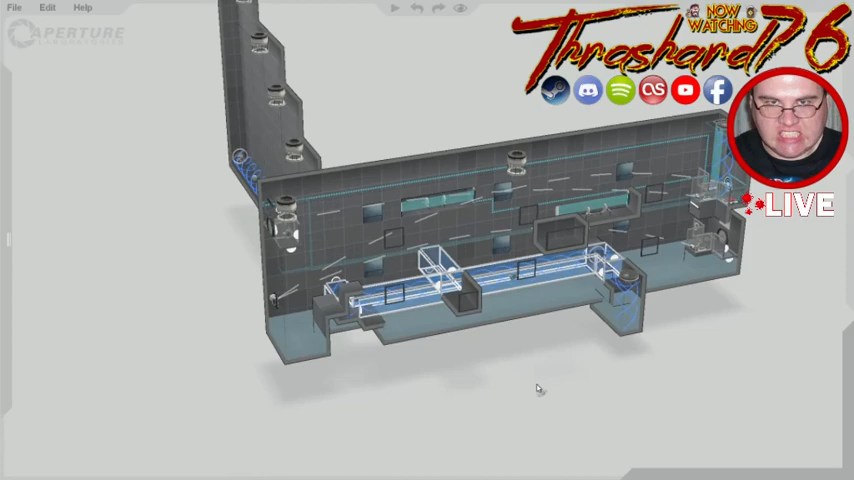 File Edit Help
APERTURE
LABORATORIES
NOW
WATCHING
Thrashard76
LIVE